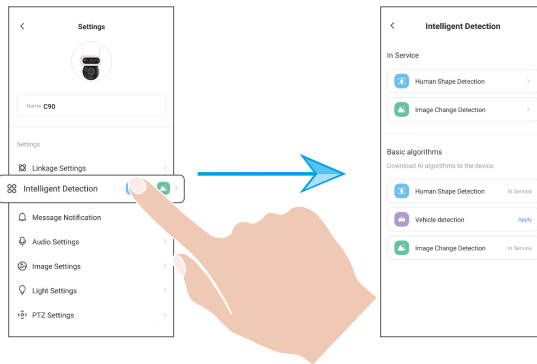 Settings
Name C90
Settings
Linkage Settings
Intelligent Detection
Message Notification
Audio Settings
Image Settings
Light Settings
PTZ Settings
Intelligent Detection
In Service
Human Shape Detection
Image Change Detection
Basic algorithms
Download AI algorithms to the device.
Human Shape Detection In Service
Vehicle detection Apply
Image Change Detection In Service